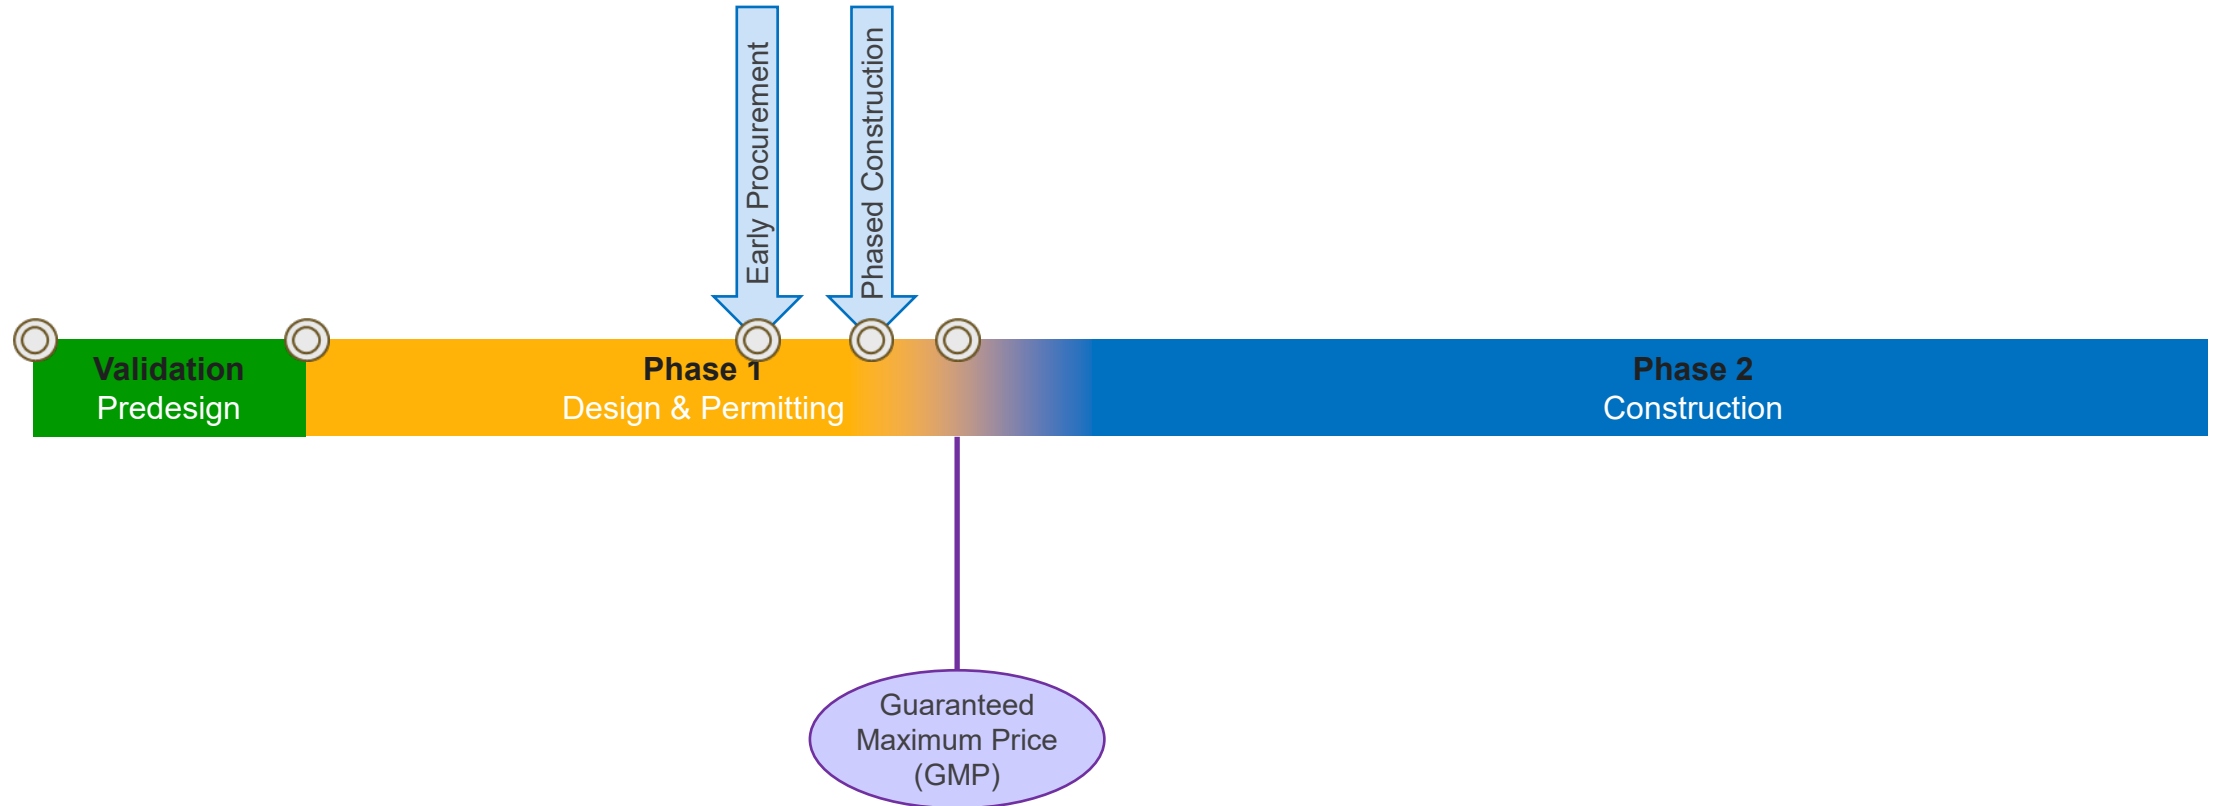 Early Procurement
Phased Construction
Validation
Predesign
Phase 1
Design & Permitting
Phase 2
Construction
Guaranteed
Maximum Price
(GMP)